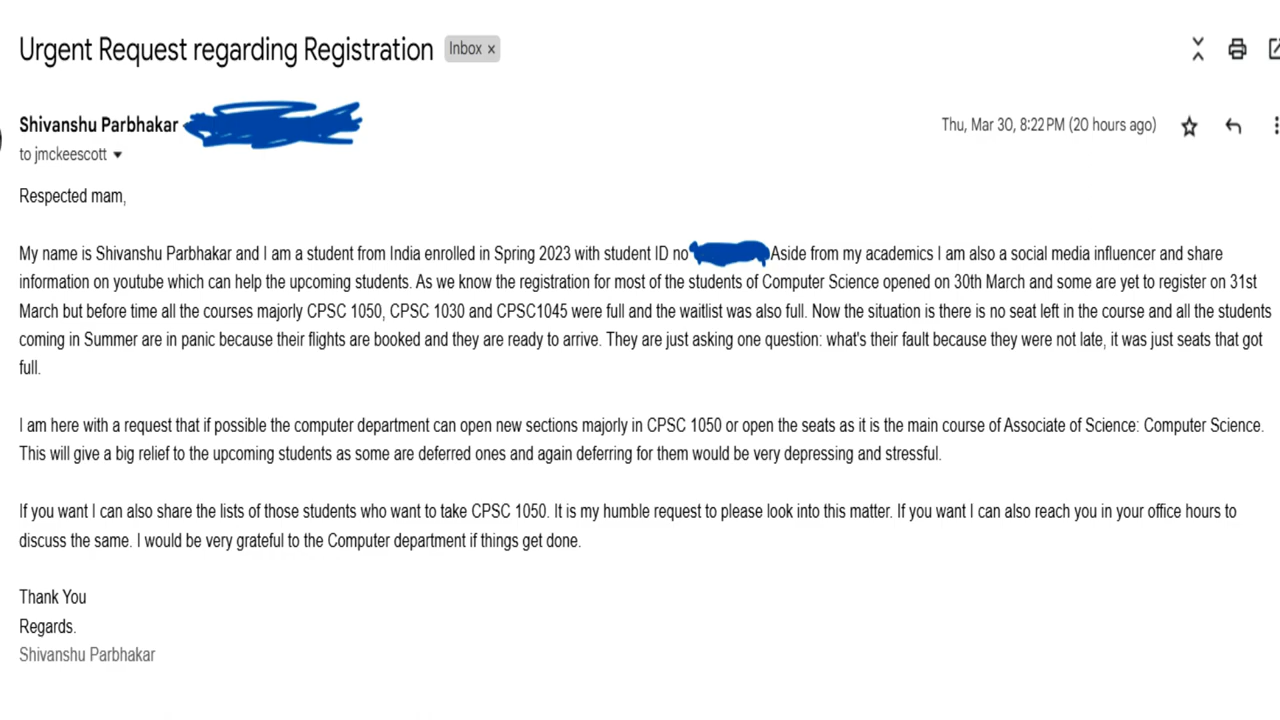 Urgent Request regarding Registration Inbox ×
Shivanshu Parbhakar
Thu, Mar 30, 8:22 PM (20 hours ago)
to jmckeescott
Respected mam,
My name is Shivanshu Parbhakar and I am a student from India enrolled in Spring 2023 with student ID no Aside from my academics I am also a social media influencer and share
information on youtube which can help the upcoming students. As we know the registration for most of the students of Computer Science opened on 30th March and some are yet to register on 31st
March but before time all the courses majorly CPSC 1050, CPSC 1030 and CPSC1045 were full and the waitlist was also full. Now the situation is there is no seat left in the course and all the students
coming in Summer are in panic because their flights are booked and they are ready to arrive. They are just asking one question: what's their fault because they were not late, it was just seats that got
full.
I am here with a request that if possible the computer department can open new sections majorly in CPSC 1050 or open the seats as it is the main course of Associate of Science: Computer Science.
This will give a big relief to the upcoming students as some are deferred ones and again deferring for them would be very depressing and stressful.
If you want I can also share the lists of those students who want to take CPSC 1050. It is my humble request to please look into this matter. If you want I can also reach you in your office hours to
discuss the same. I would be very grateful to the Computer department if things get done.
Thank You
Regards.
Shivanshu Parbhakar